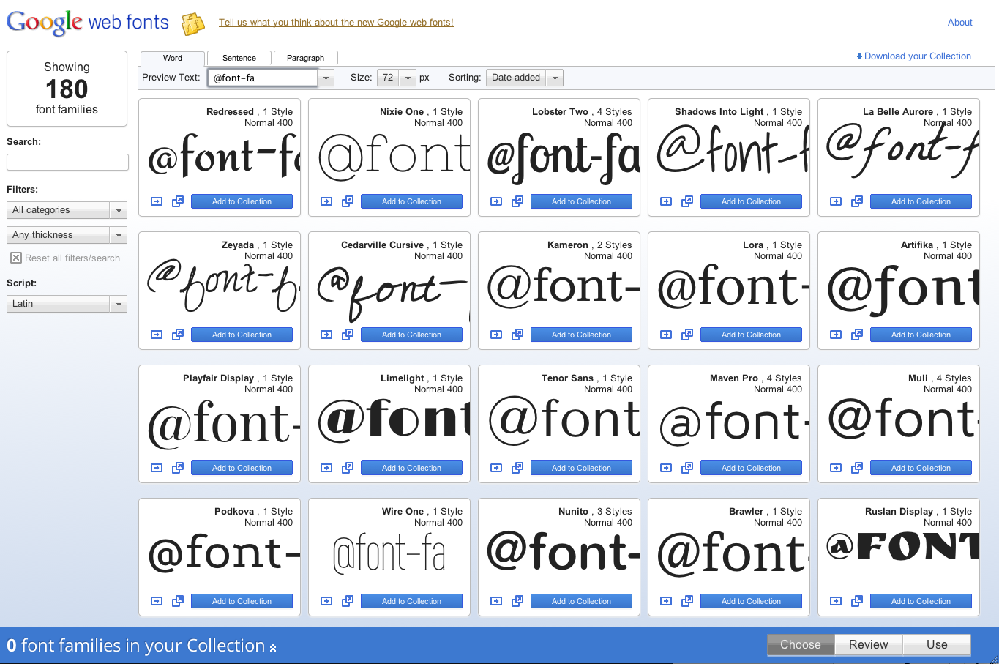 Google web fonts
Tell us what you think about the new Google web fonts!
About
Showing
180
font families
Search:
Filters:
All categories
Any thickness
Reset all filters/search
Script:
Latin
Word Sentence Paragraph
Download your Collection
Preview Text: @font-fa Size: 72 px Sorting: Date added
Redressed , 1 Style
Normal 400
@font-fa
Add to Collection
Nixie One , 1 Style
Normal 400
@font
Add to Collection
Lobster Two , 4 Styles
Normal 400
@font-fa
Add to Collection
Shadows Into Light , 1 Style
Normal 400
@font-f
Add to Collection
La Belle Aurore , 1 Style
Normal 400
@font-f
Add to Collection
Zeyada , 1 Style
Normal 400
@font-fa
Add to Collection
Cedarville Cursive , 1 Style
Normal 400
@font-
Add to Collection
Kameron , 2 Styles
Normal 400
@font-
Add to Collection
Lora , 1 Style
Normal 400
@font-
Add to Collection
Artifika , 1 Style
Normal 400
@font
Add to Collection
Playfair Display , 1 Style
Normal 400
@font-
Add to Collection
Limelight , 1 Style
Normal 400
@font
Add to Collection
Tenor Sans , 1 Style
Normal 400
@font
Add to Collection
Maven Pro , 4 Styles
Normal 400
@font-
Add to Collection
Muli , 4 Styles
Normal 400
@font-
Add to Collection
Podkova , 1 Style
Normal 400
@font-
Add to Collection
Wire One , 1 Style
Normal 400
@font-fa
Add to Collection
Nunito , 3 Styles
Normal 400
@font-
Add to Collection
Brawler , 1 Style
Normal 400
@font-
Add to Collection
Ruslan Display , 1 Style
Normal 400
@FONT
Add to Collection
0 font families in your Collection
Choose Review Use